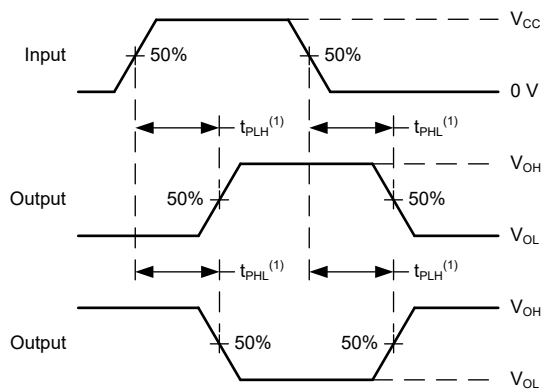 V_CC
Input
50%
50%
0 V
t_PLH^(1)
t_PHL^(1)
V_OH
Output
50%
50%
V_OL
t_PHL^(1)
t_PLH^(1)
V_OH
Output
50%
50%
V_OL